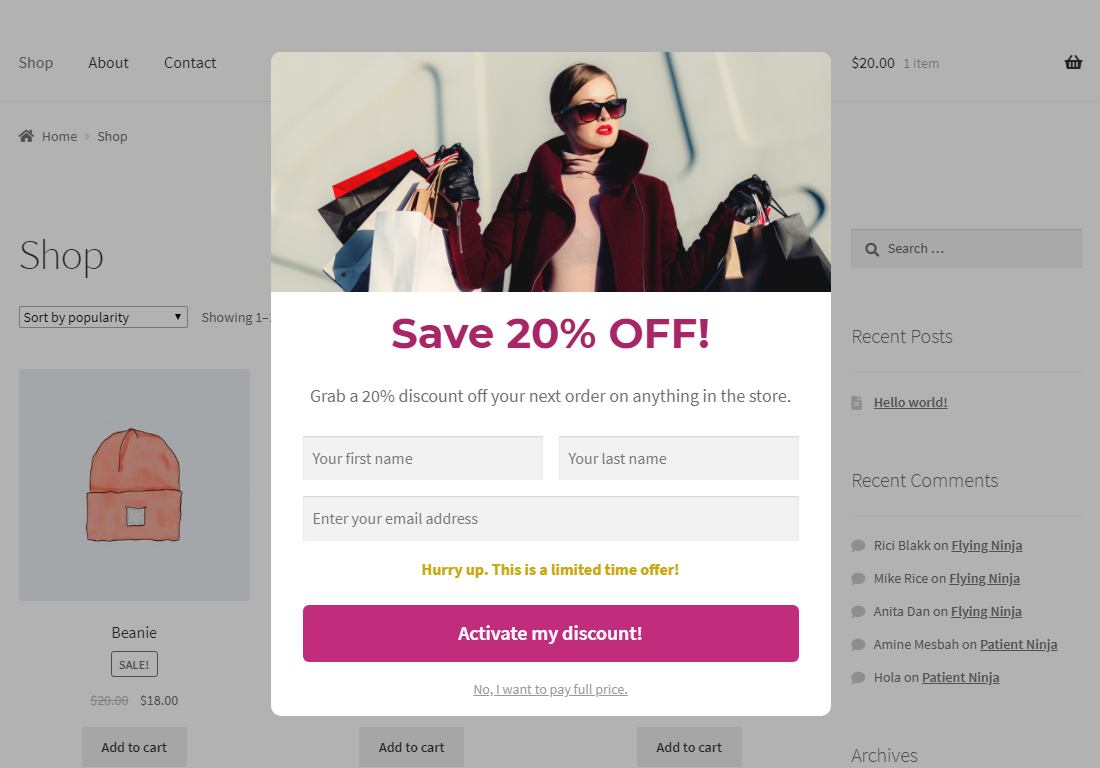 Shop About Contact
$20.00 1 item
Home Shop
Shop
Sort by popularity
Showing 1–
Beanie
SALE!
$20.00 $18.00
Add to cart
Add to cart
Add to cart
Save 20% OFF!
Grab a 20% discount off your next order on anything in the store.
Your first name
Your last name
Enter your email address
Hurry up. This is a limited time offer!
Activate my discount!
No, I want to pay full price.
Search …
Recent Posts
Hello world!
Recent Comments
Rici Blakk on Flying Ninja
Mike Rice on Flying Ninja
Anita Dan on Flying Ninja
Amine Mesbah on Patient Ninja
Hola on Patient Ninja
Archives